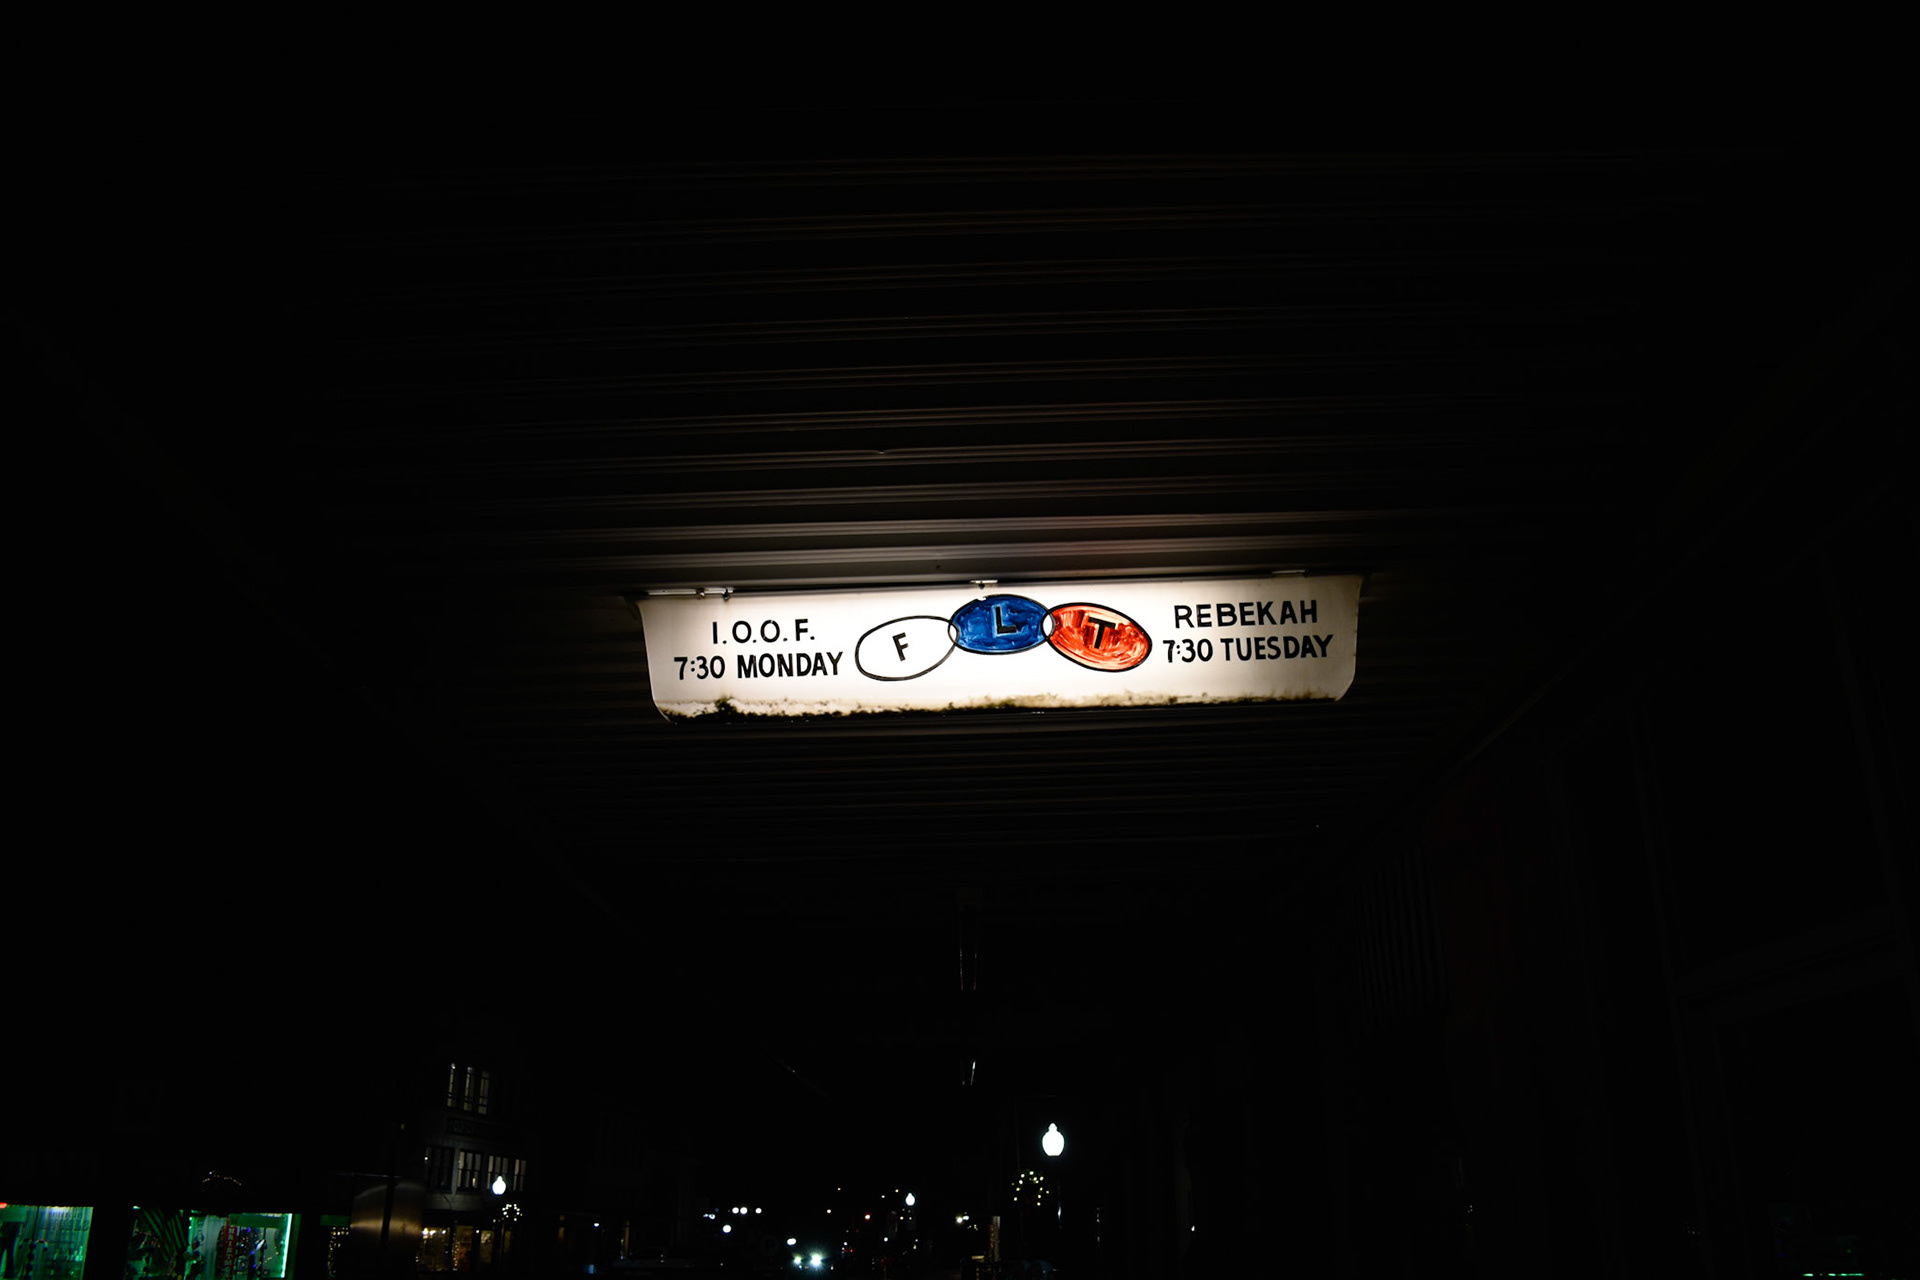 I.O.O.F.
7:30 MONDAY
F L T
REBEKAH
7:30 TUESDAY